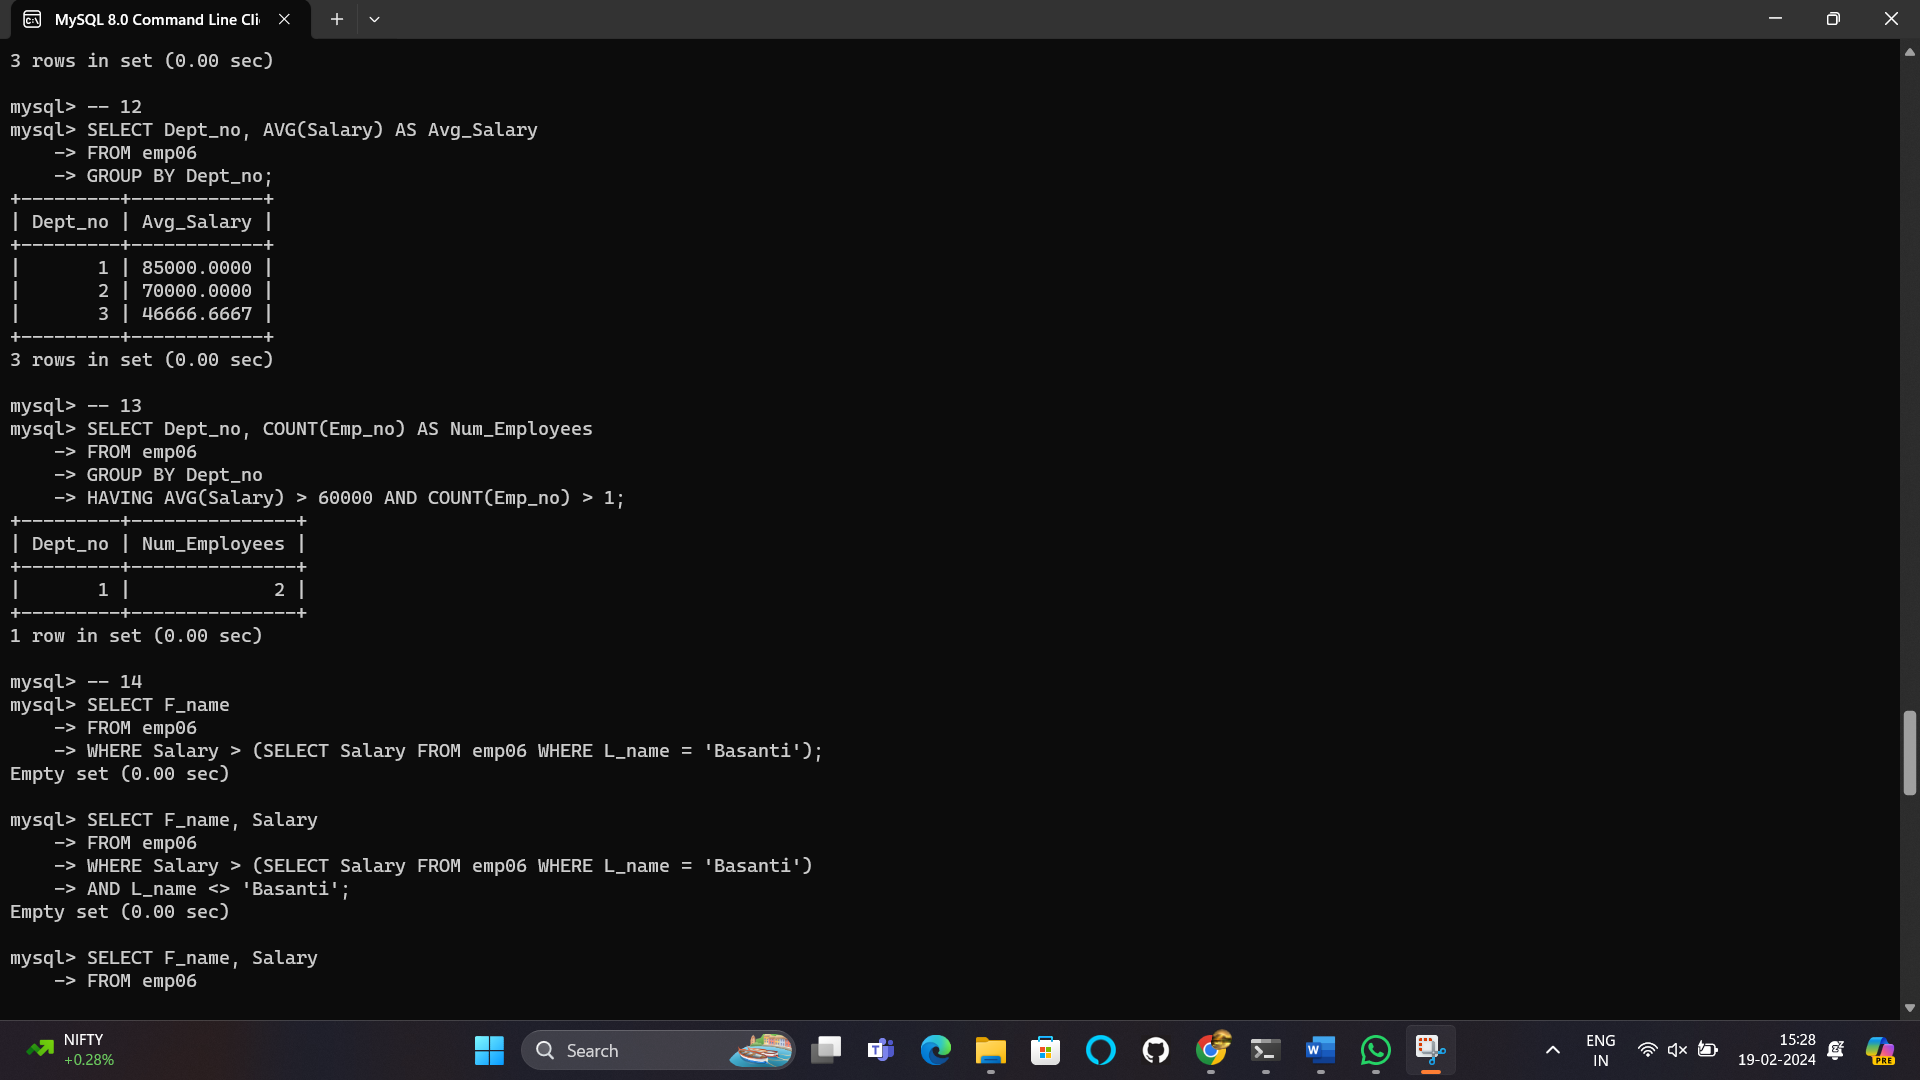 MySQL 8.0 Command Line Cli
3 rows in set (0.00 sec)
mysql> -- 12
mysql> SELECT Dept_no, AVG(Salary) AS Avg_Salary
    -> FROM emp06
    -> GROUP BY Dept_no;
+---------+------------+
| Dept_no | Avg_Salary |
+---------+------------+
|       1 | 85000.0000 |
|       2 | 70000.0000 |
|       3 | 46666.6667 |
+---------+------------+
3 rows in set (0.00 sec)
mysql> -- 13
mysql> SELECT Dept_no, COUNT(Emp_no) AS Num_Employees
    -> FROM emp06
    -> GROUP BY Dept_no
    -> HAVING AVG(Salary) > 60000 AND COUNT(Emp_no) > 1;
+---------+---------------+
| Dept_no | Num_Employees |
+---------+---------------+
|       1 |             2 |
+---------+---------------+
1 row in set (0.00 sec)
mysql> -- 14
mysql> SELECT F_name
    -> FROM emp06
    -> WHERE Salary > (SELECT Salary FROM emp06 WHERE L_name = 'Basanti');
Empty set (0.00 sec)
mysql> SELECT F_name, Salary
    -> FROM emp06
    -> WHERE Salary > (SELECT Salary FROM emp06 WHERE L_name = 'Basanti')
    -> AND L_name <> 'Basanti';
Empty set (0.00 sec)
mysql> SELECT F_name, Salary
    -> FROM emp06
NIFTY
+0.28%
Search
ENG
IN
15:28
19-02-2024
PRE